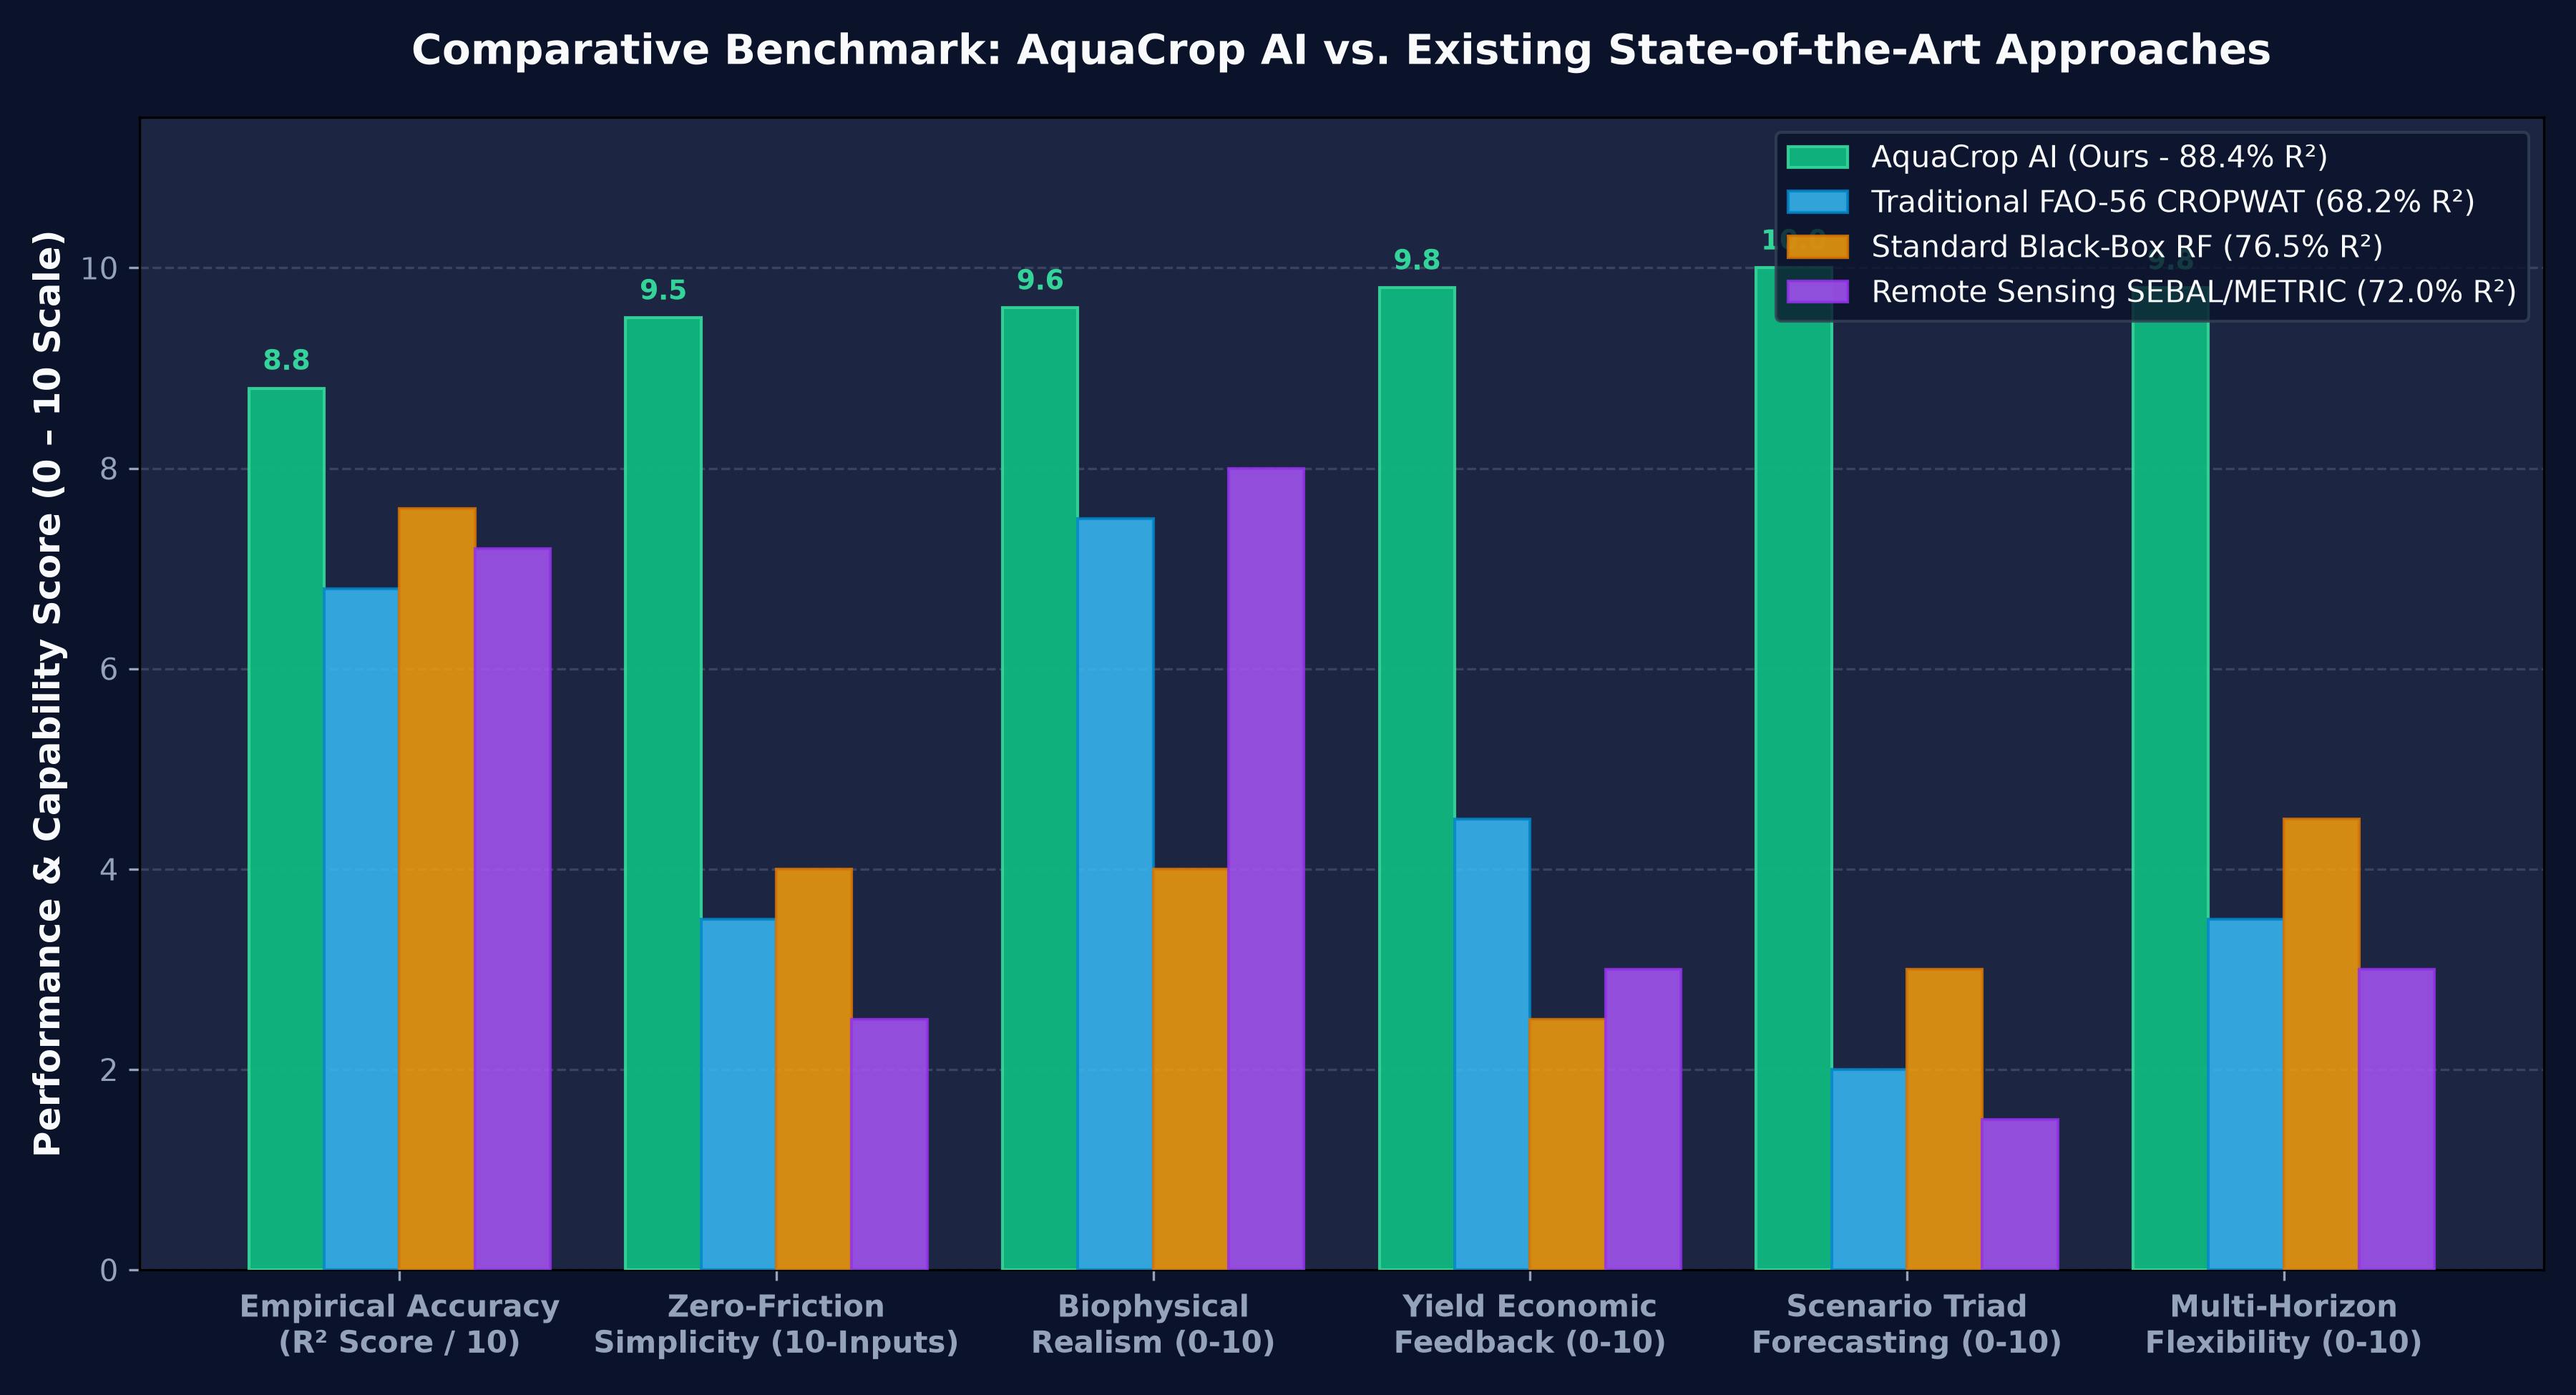 Comparative Benchmark: AquaCrop AI vs. Existing State-of-the-Art Approaches
Performance & Capability Score (0 – 10 Scale)
10
8
6
4
2
0
AquaCrop AI (Ours - 88.4% R²)
Traditional FAO-56 CROPWAT (68.2% R²)
Standard Black-Box RF (76.5% R²)
Remote Sensing SEBAL/METRIC (72.0% R²)
8.8
9.5
9.6
9.8
10.0
9.8
Empirical Accuracy
(R² Score / 10)
Zero-Friction
Simplicity (10-Inputs)
Biophysical
Realism (0-10)
Yield Economic
Feedback (0-10)
Scenario Triad
Forecasting (0-10)
Multi-Horizon
Flexibility (0-10)